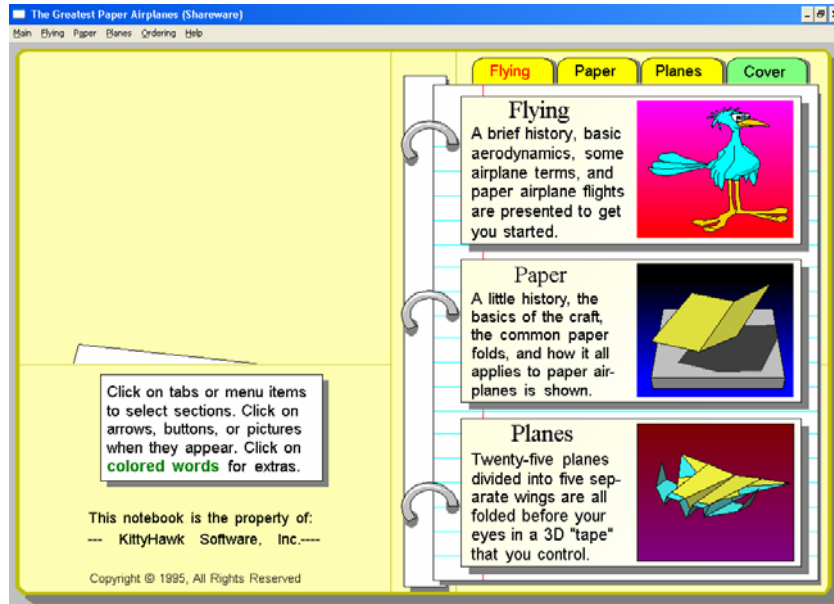 The Greatest Paper Airplanes (Shareware)
Main Flying Paper Planes Ordering Help
Flying Paper Planes Cover
Flying
A brief history, basic
aerodynamics, some
airplane terms, and
paper airplane flights
are presented to get
you started.
Paper
A little history, the
basics of the craft,
the common paper
folds, and how it all
applies to paper air-
planes is shown.
Planes
Twenty-five planes
divided into five sep-
arate wings are all
folded before your
eyes in a 3D "tape"
that you control.
Click on tabs or menu items
to select sections. Click on
arrows, buttons, or pictures
when they appear. Click on
colored words for extras.
This notebook is the property of:
--- KittyHawk Software, Inc.----
Copyright © 1995, All Rights Reserved